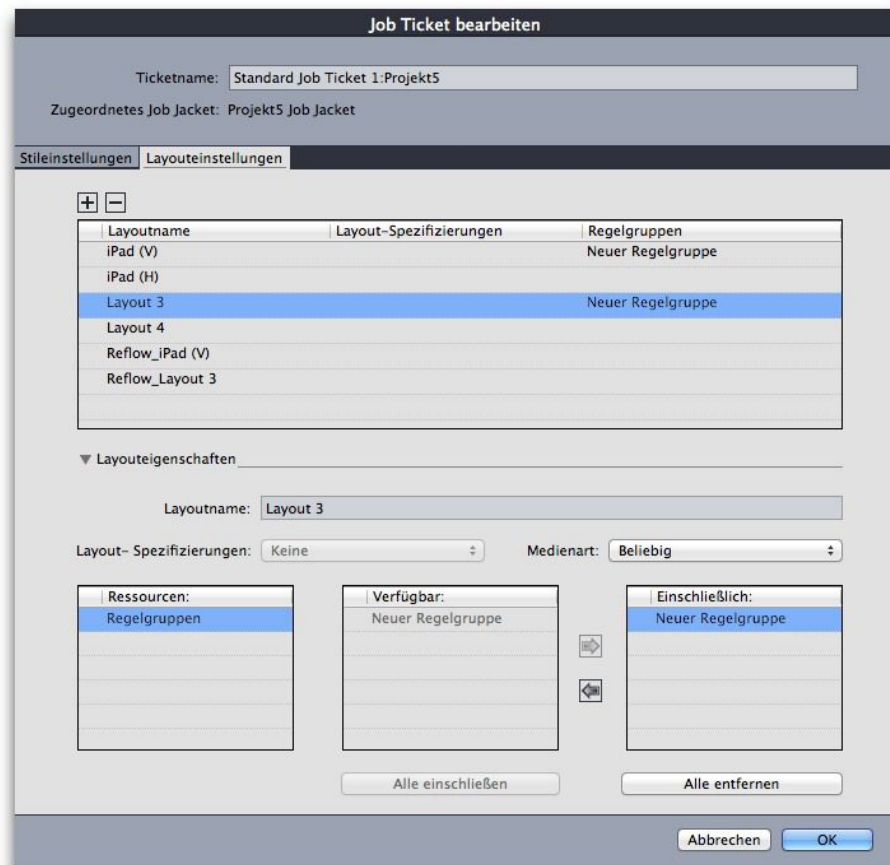 Job Ticket bearbeiten
Ticketname: Standard Job Ticket 1:Projekt5
Zugeordnetes Job Jacket: Projekt5 Job Jacket
Stileinstellungen Layouteinstellungen
Layoutname Layout-Spezifizierungen Regelgruppen
iPad (V) Neuer Regelgruppe
iPad (H)
Layout 3 Neuer Regelgruppe
Layout 4
Reflow_iPad (V)
Reflow_Layout 3
Layouteigenschaften
Layoutname: Layout 3
Layout- Spezifizierungen: Keine Medienart: Beliebig
Ressourcen: Verfügbar: Einschließlich:
Regelgruppen Neuer Regelgruppe Neuer Regelgruppe
Alle einschließen Alle entfernen
Abbrechen OK